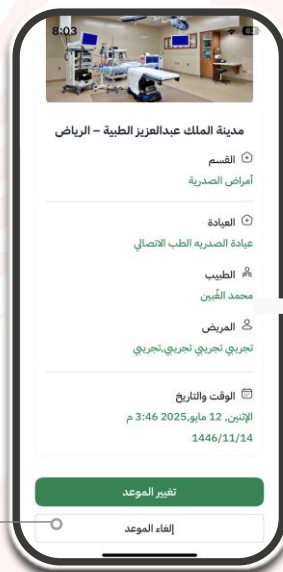 8:03
62
مدينة الملك عبدالعزيز الطبية – الرياض
القسم
أمراض الصدرية
العيادة
عيادة الصدريه الطب الاتصالي
الطبيب
محمد الغُبين
المريض
تجريبي تجريبي تجريبي,تجريبي
الوقت والتاريخ
الإثنين, 12 مايو,2025 3:46 م
1446/11/14
تغيير الموعد
إلغاء الموعد